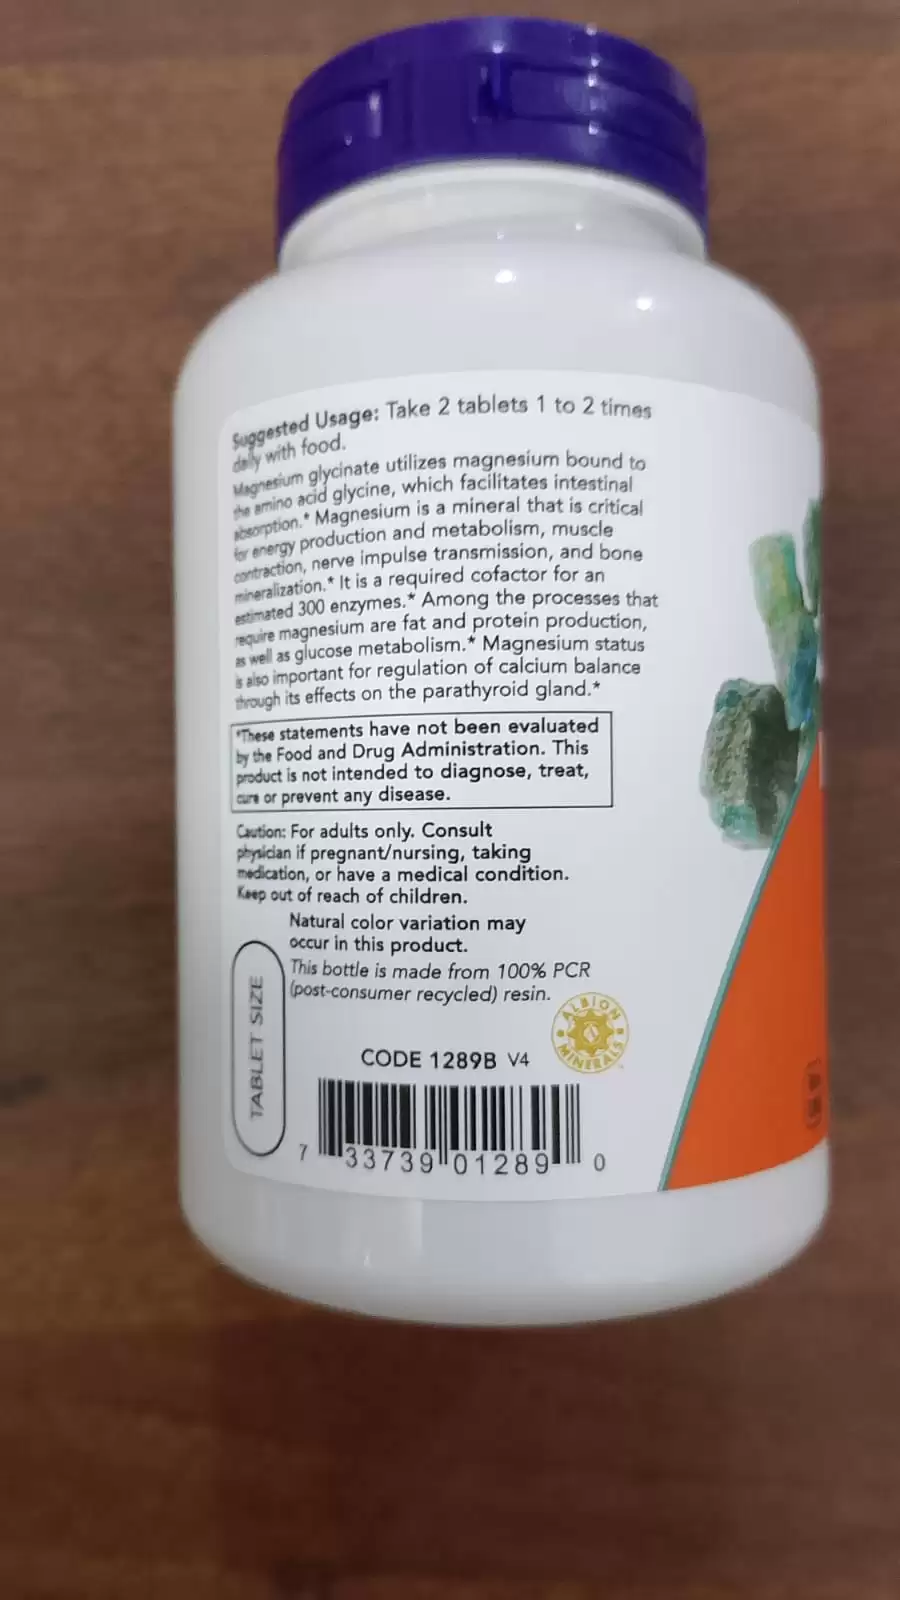 Suggested Usage: Take 2 tablets 1 to 2 times
daily with food.
Magnesium glycinate utilizes magnesium bound to
the amino acid glycine, which facilitates intestinal
absorption.* Magnesium is a mineral that is critical
for energy production and metabolism, muscle
contraction, nerve impulse transmission, and bone
mineralization.* It is a required cofactor for an
estimated 300 enzymes.* Among the processes that
require magnesium are fat and protein production,
as well as glucose metabolism.* Magnesium status
is also important for regulation of calcium balance
through its effects on the parathyroid gland.*
*These statements have not been evaluated
by the Food and Drug Administration. This
product is not intended to diagnose, treat,
cure or prevent any disease.
Caution: For adults only. Consult
physician if pregnant/nursing, taking
medication, or have a medical condition.
Keep out of reach of children.
Natural color variation may
occur in this product.
This bottle is made from 100% PCR
(post-consumer recycled) resin.
TABLET SIZE
ALBION MINERALS
CODE 1289B V4
7 33739 01289 0